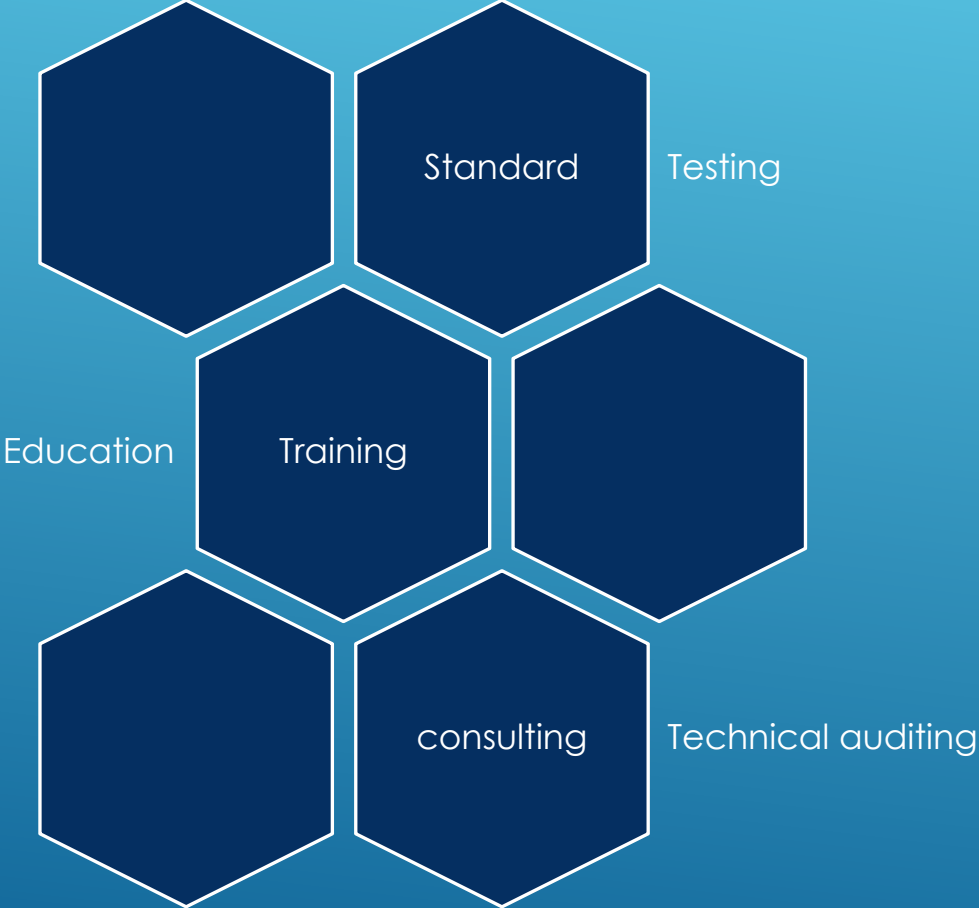 Standard
Testing
Education
Training
consulting
Technical auditing